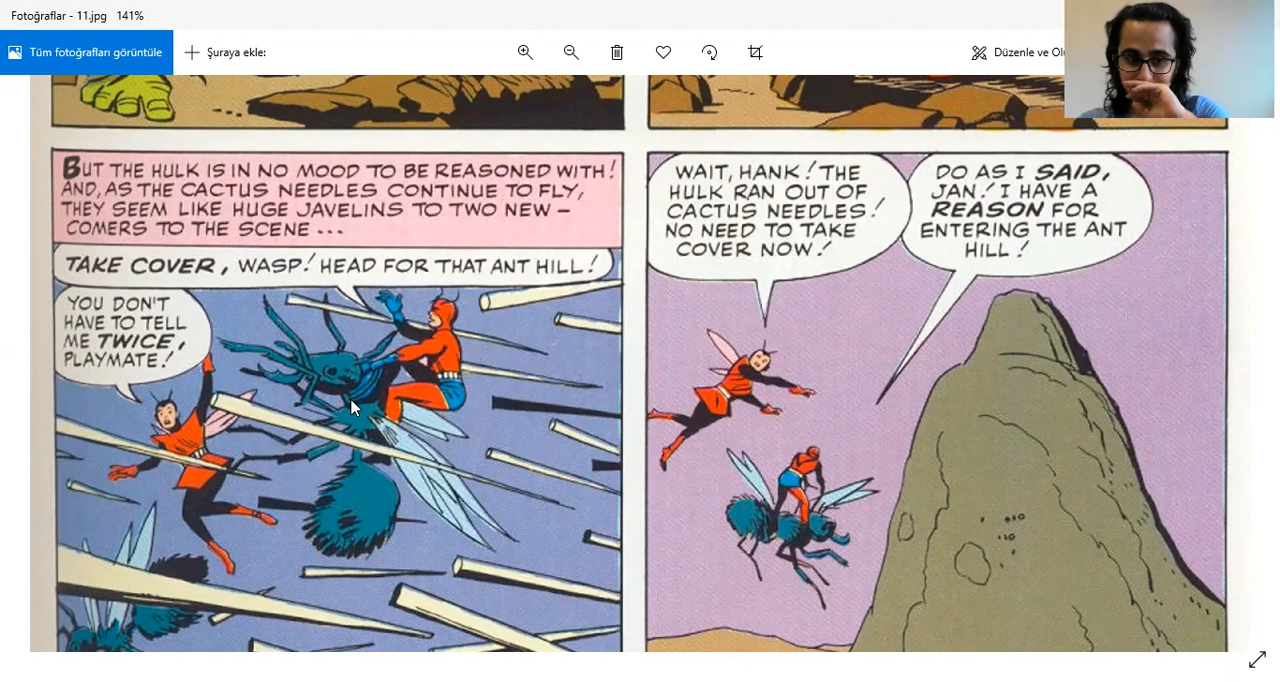 Fotoğraflar - 11.jpg 141%
Tüm fotoğrafları görüntüle
Şuraya ekle:
Düzenle ve Ol
BUT THE HULK IS IN NO MOOD TO BE REASONED WITH!
AND, AS THE CACTUS NEEDLES CONTINUE TO FLY,
THEY SEEM LIKE HUGE JAVELINS TO TWO NEW-
COMERS TO THE SCENE ...
TAKE COVER, WASP! HEAD FOR THAT ANT HILL!
YOU DON'T
HAVE TO TELL
ME TWICE,
PLAYMATE!
WAIT, HANK! THE
HULK RAN OUT OF
CACTUS NEEDLES!
NO NEED TO TAKE
COVER NOW!
DO AS I SAID,
JAN! I HAVE A
REASON FOR
ENTERING THE ANT
HILL!